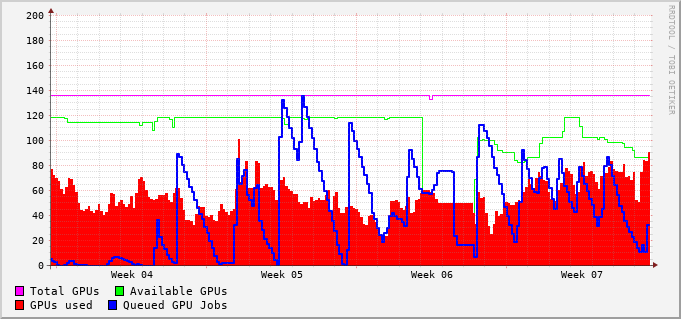 200
180
160
140
120
100
80
60
40
20
0
Week 04 Week 05 Week 06 Week 07
Total GPUs Available GPUs
GPUs used Queued GPU Jobs
RRDTOOL / TOBI OETIKER